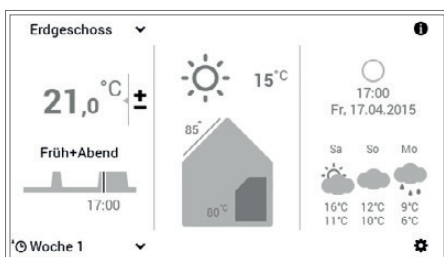 Erdgeschoss
21,0 °C ±
Früh+Abend
17:00
Woche 1
15°C
85°
80°C
17:00
Fr, 17.04.2015
Sa So Mo
16°C 12°C 9°C
11°C 10°C 6°C